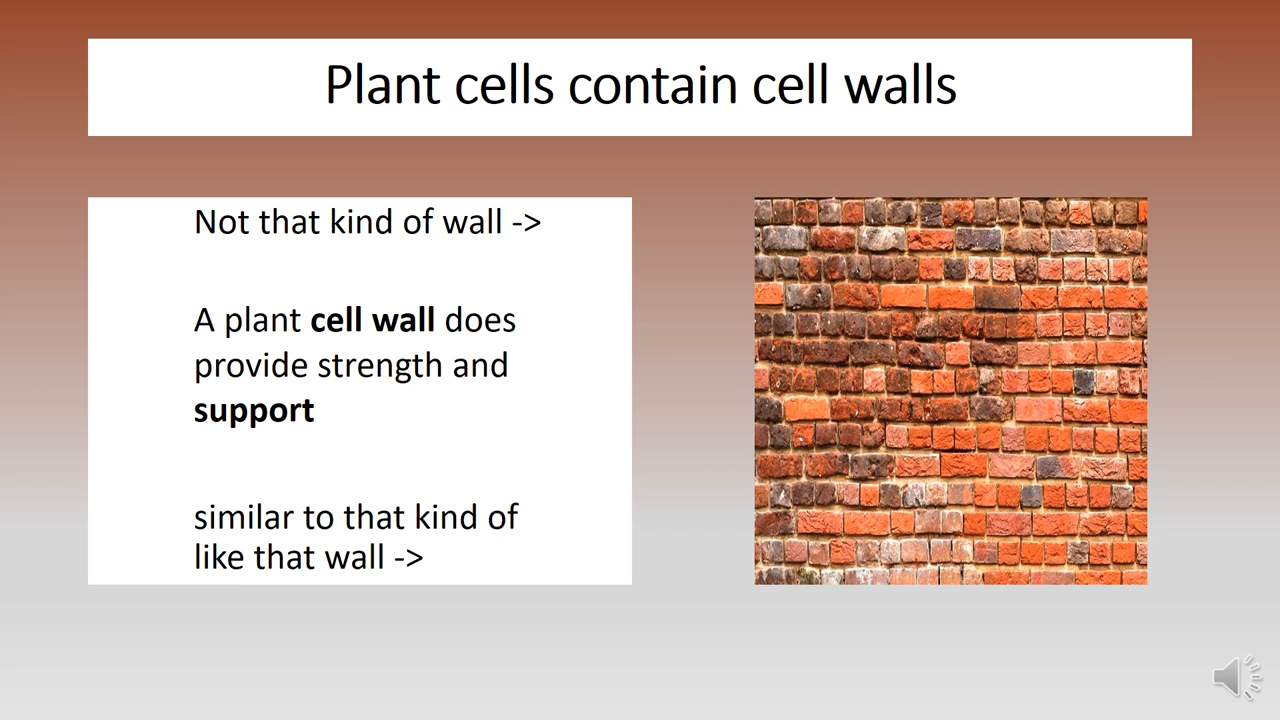 Plant cells contain cell walls
Not that kind of wall ->
A plant cell wall does
provide strength and
support
similar to that kind of
like that wall ->